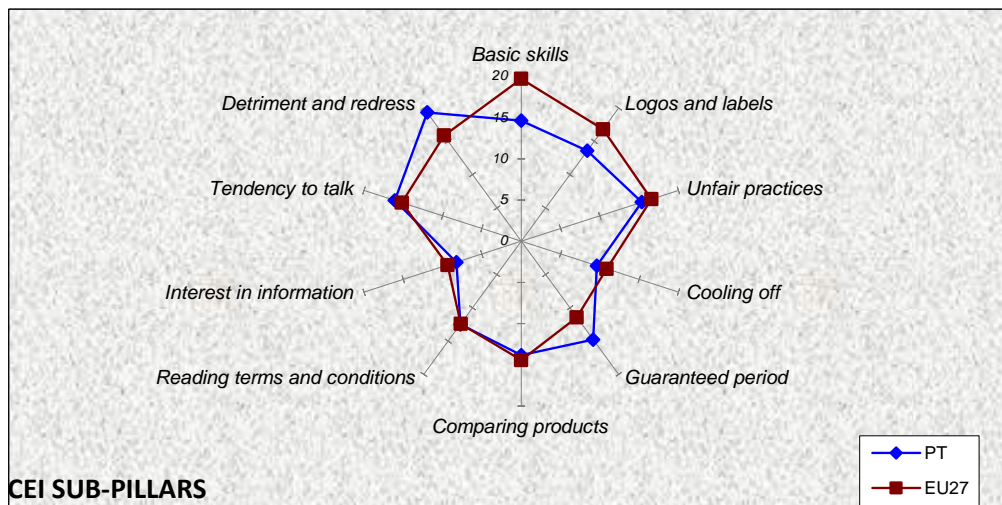 Basic skills
20
Detriment and redress
Logos and labels
15
10
Tendency to talk
Unfair practices
5
0
Interest in information
Cooling off
Reading terms and conditions
Guaranteed period
Comparing products
PT
CEI SUB-PILLARS
EU27